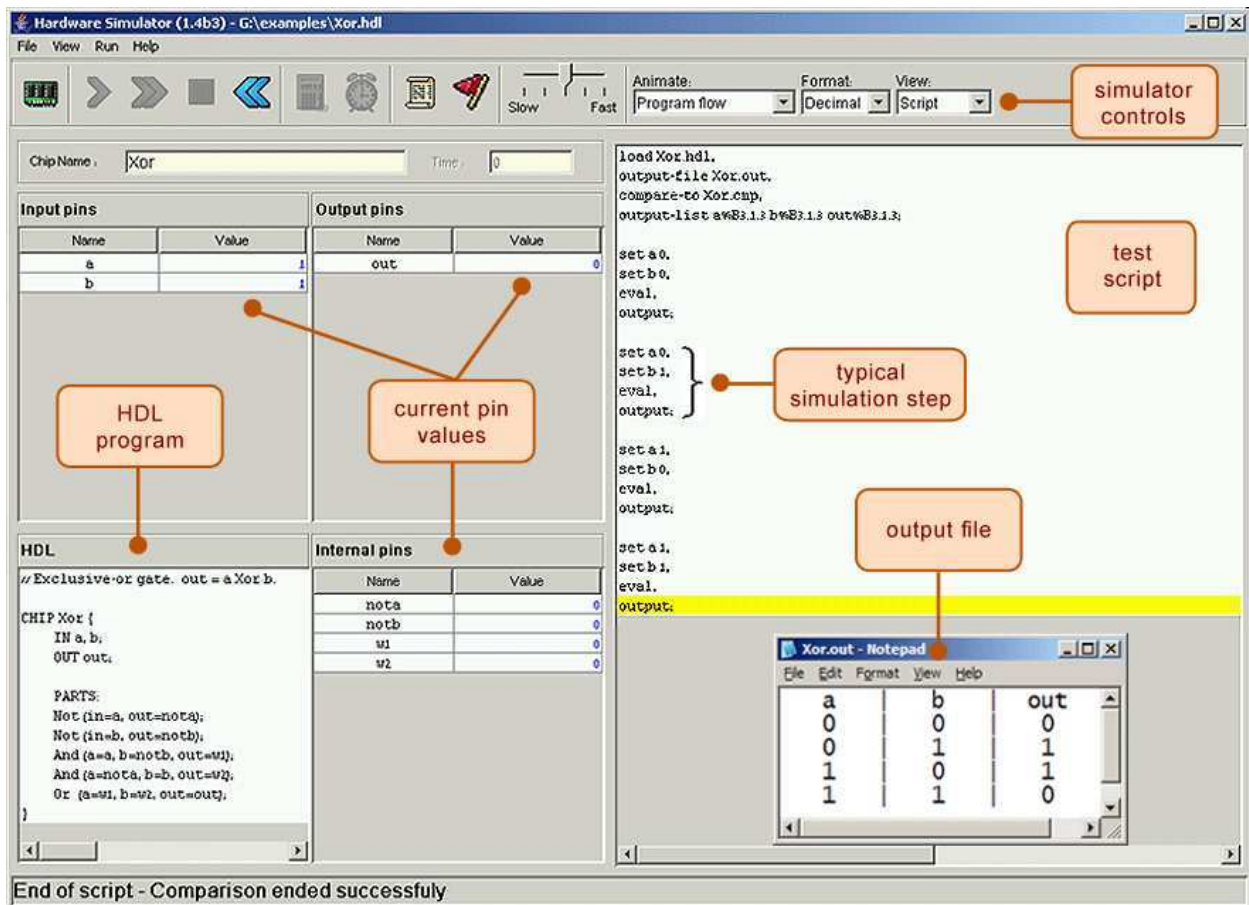 Hardware Simulator (1.4b3) - G:\examples\Xor.hdl
File View Run Help
Slow Fast
Animate:
Program flow
Format:
Decimal
View:
Script
simulator
controls
Chip Name :
Xor
Time :
0
Input pins
Name Value
a 1
b 1
Output pins
Name Value
out 0
HDL
program
current pin
values
HDL
// Exclusive-or gate. out = a Xor b.
CHIP Xor {
IN a, b;
OUT out;
PARTS:
Not (in=a, out=nota);
Not (in=b, out=notb);
And (a=a, b=notb, out=w1);
And (a=nota, b=b, out=w2);
Or (a=w1, b=w2, out=out);
}
Internal pins
Name Value
nota 0
notb 0
w1 0
w2 0
load Xor.hdl,
output-file Xor.out,
compare-to Xor.cmp,
output-list a%B3.1.3 b%B3.1.3 out%B3.1.3;
set a 0,
set b 0,
eval,
output;
set a 0,
set b 1,
eval,
output;
set a 1,
set b 0,
eval,
output;
set a 1,
set b 1,
eval,
output;
test
script
typical
simulation step
output file
Xor.out - Notepad
File Edit Format View Help
a | b | out
0 | 0 | 0
0 | 1 | 1
1 | 0 | 1
1 | 1 | 0
End of script - Comparison ended successfuly